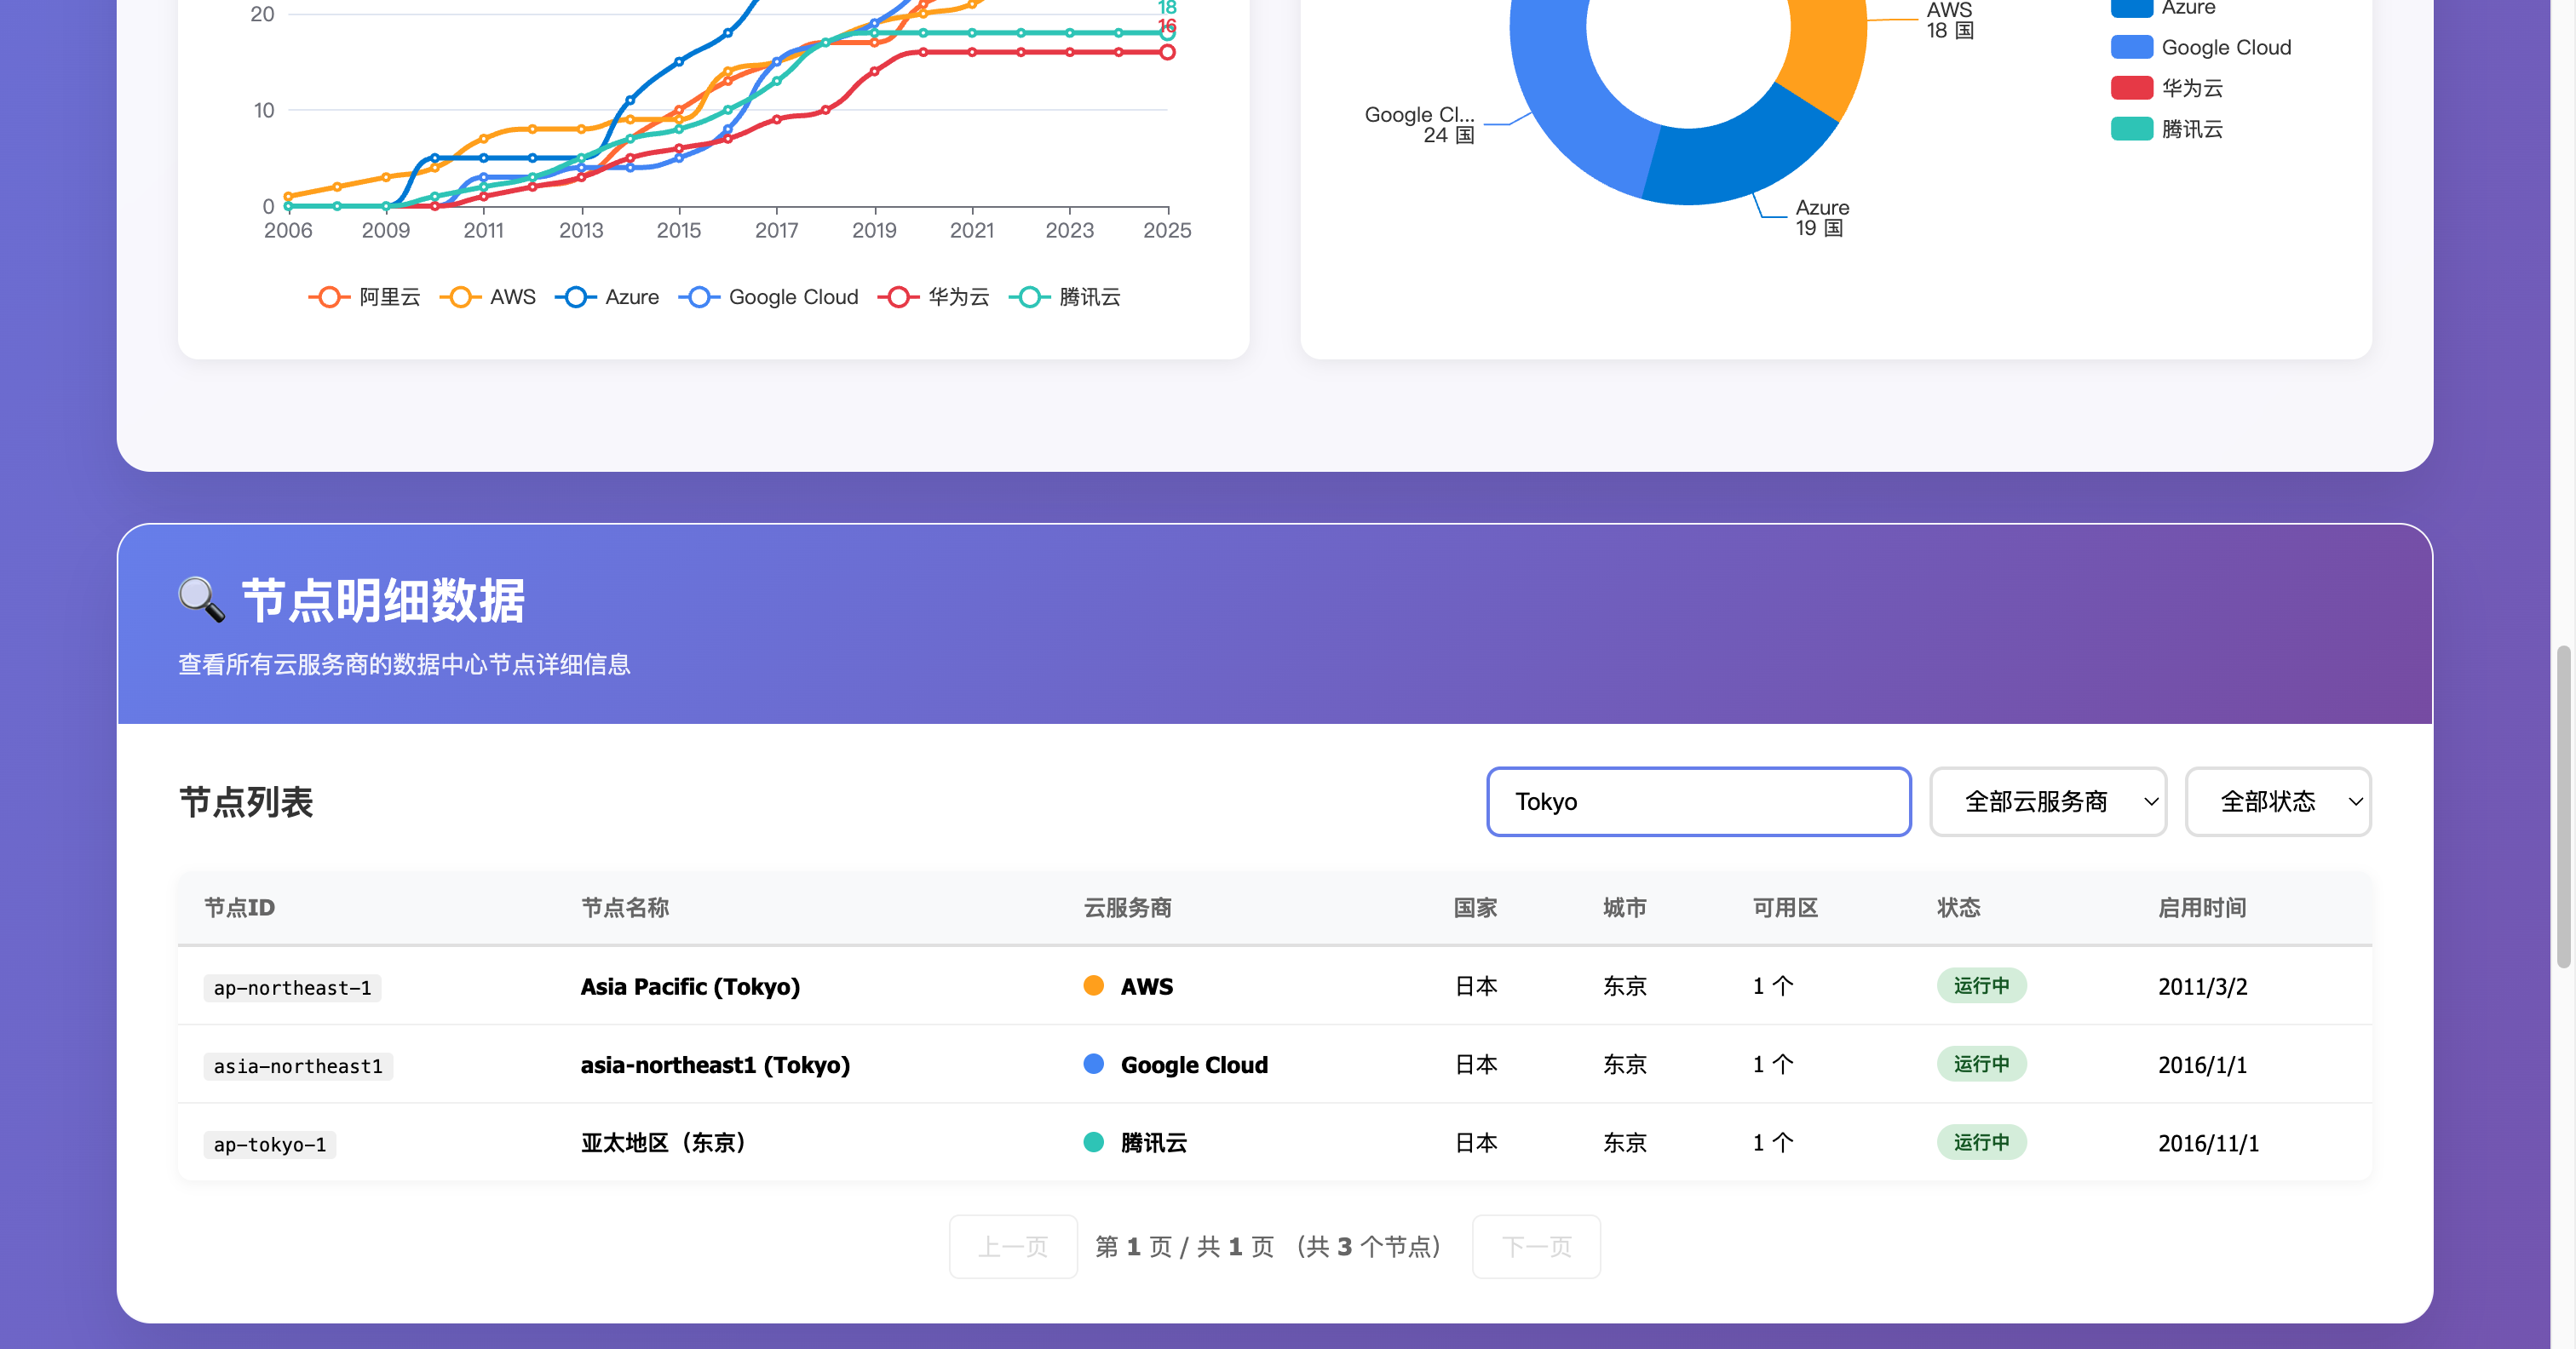 20
18
16
10
0
2006 2009 2011 2013 2015 2017 2019 2021 2023 2025
阿里云 AWS Azure Google Cloud 华为云 腾讯云
AWS
18 国
Google Cl...
24 国
Azure
19 国
Azure
Google Cloud
华为云
腾讯云
节点明细数据
查看所有云服务商的数据中心节点详细信息
节点列表
Tokyo 全部云服务商 全部状态
节点ID 节点名称 云服务商 国家 城市 可用区 状态 启用时间
ap-northeast-1 Asia Pacific (Tokyo) AWS 日本 东京 1 个 运行中 2011/3/2
asia-northeast1 asia-northeast1 (Tokyo) Google Cloud 日本 东京 1 个 运行中 2016/1/1
ap-tokyo-1 亚太地区（东京） 腾讯云 日本 东京 1 个 运行中 2016/11/1
上一页 第 1 页 / 共 1 页 （共 3 个节点） 下一页